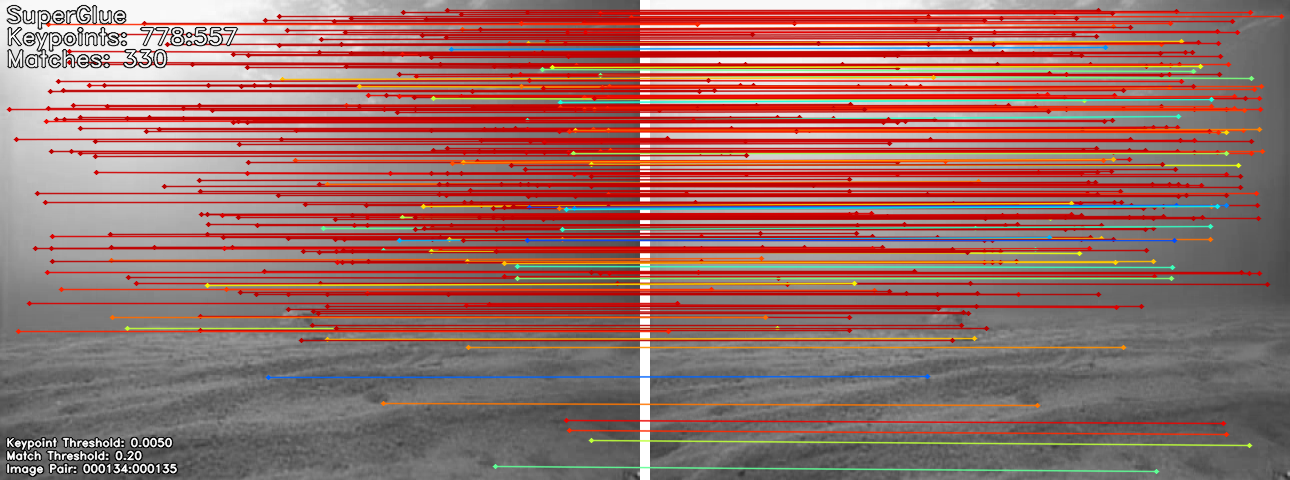 SuperGlue
Keypoints: 778:557
Matches: 330
Keypoint Threshold: 0.0050
Match Threshold: 0.20
Image Pair: 000134:000135